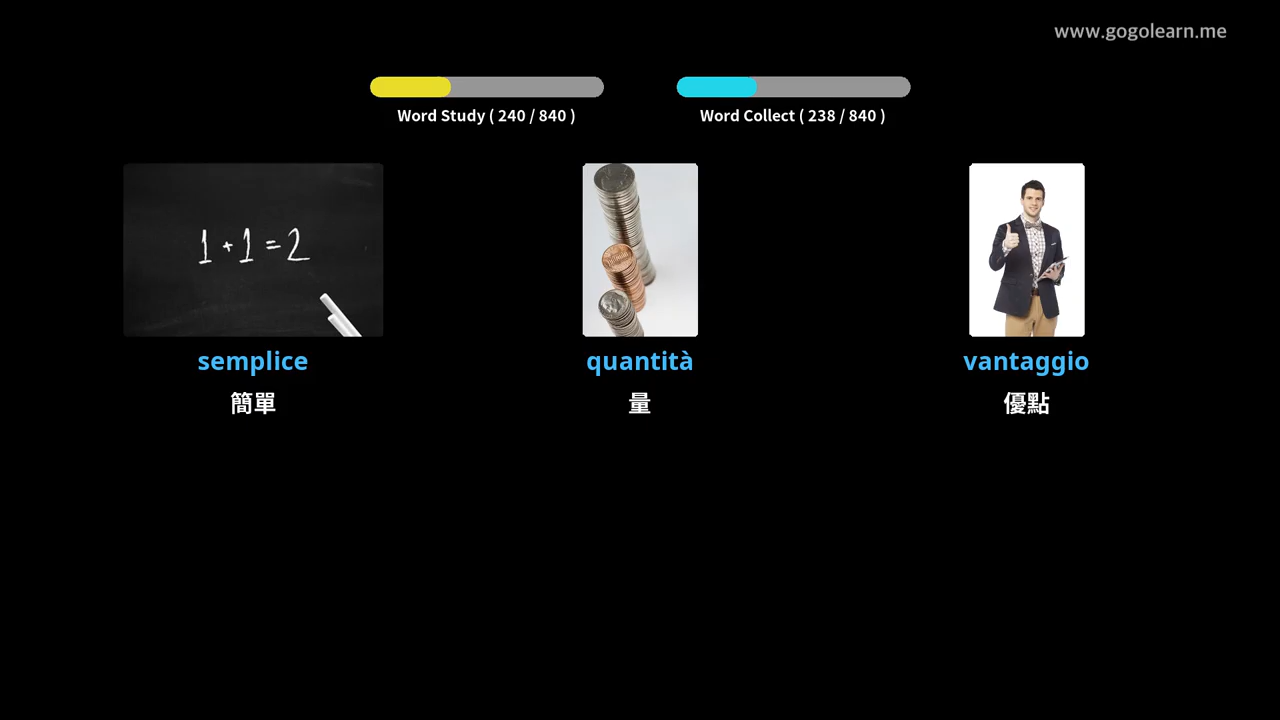 www.gogolearn.me
Word Study ( 240 / 840 )
Word Collect ( 238 / 840 )
1 + 1 = 2
semplice
quantità
vantaggio
簡單
量
優點